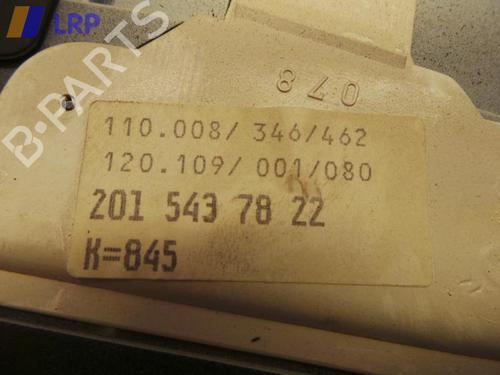 LRP
840
110.008/ 346/462
120.109/ 001/080
201 543 78 22
K=845
B-PARTS